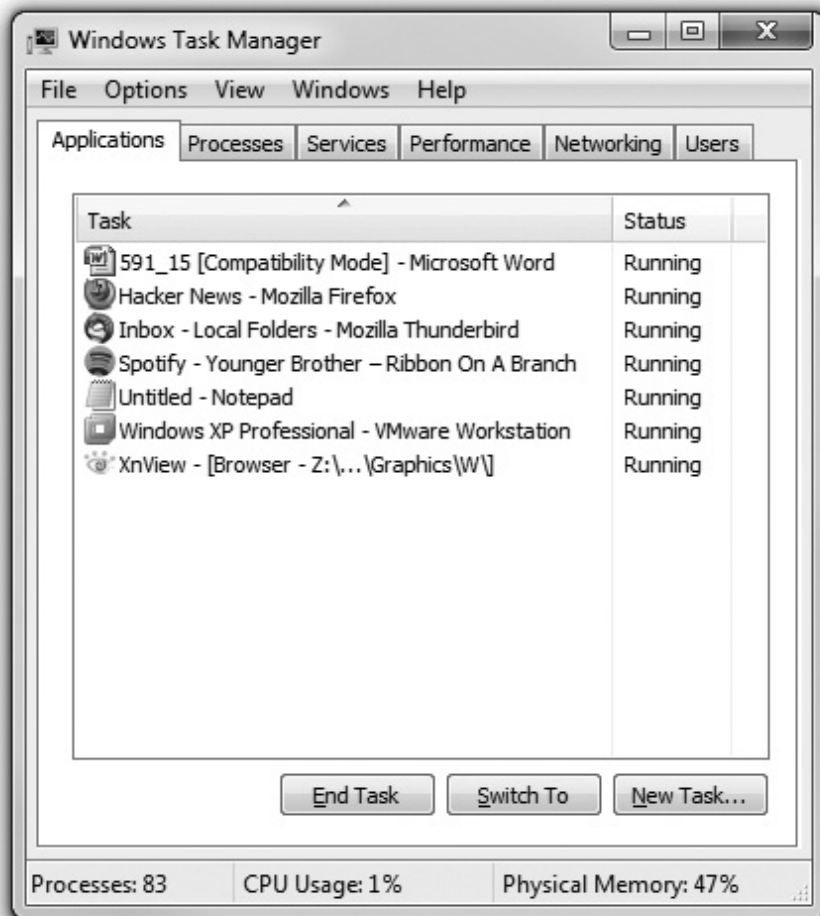 Windows Task Manager
File Options View Windows Help
Applications Processes Services Performance Networking Users
Task Status
591_15 [Compatibility Mode] - Microsoft Word Running
Hacker News - Mozilla Firefox Running
Inbox - Local Folders - Mozilla Thunderbird Running
Spotify - Younger Brother – Ribbon On A Branch Running
Untitled - Notepad Running
Windows XP Professional - VMware Workstation Running
XnView - [Browser - Z:\...\Graphics\W\] Running
End Task Switch To New Task...
Processes: 83 CPU Usage: 1% Physical Memory: 47%